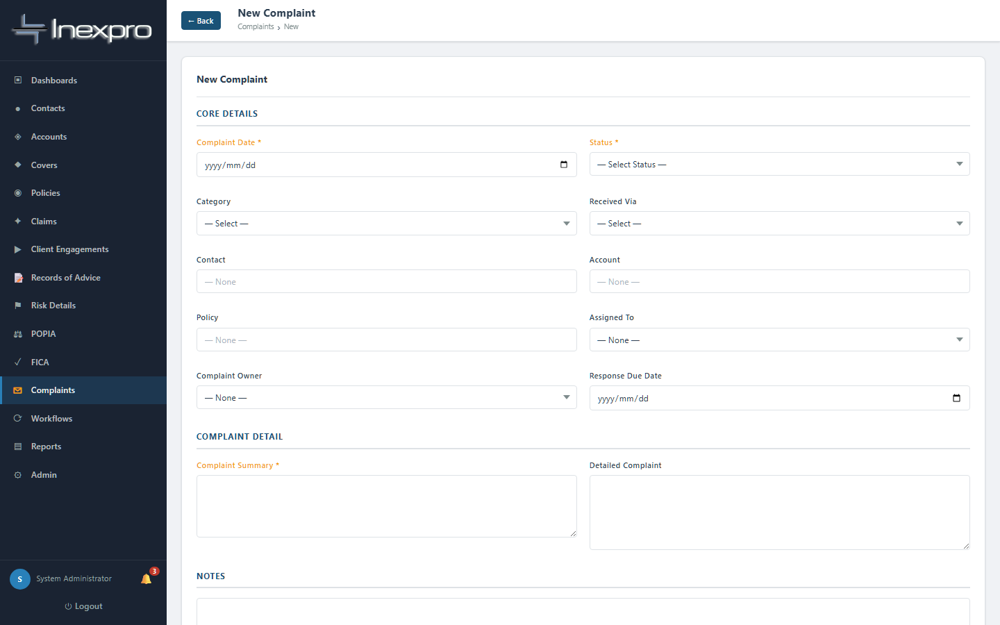 Inexpro
Dashboards
Contacts
Accounts
Covers
Policies
Claims
Client Engagements
Records of Advice
Risk Details
POPIA
FICA
Complaints
Workflows
Reports
Admin
S System Administrator 3
Logout
← Back
New Complaint
Complaints › New
New Complaint
CORE DETAILS
Complaint Date * Status *
yyyy/mm/dd — Select Status —
Category Received Via
— Select — — Select —
Contact Account
— None — None —
Policy Assigned To
— None — — None —
Complaint Owner Response Due Date
— None — yyyy/mm/dd
COMPLAINT DETAIL
Complaint Summary * Detailed Complaint
NOTES